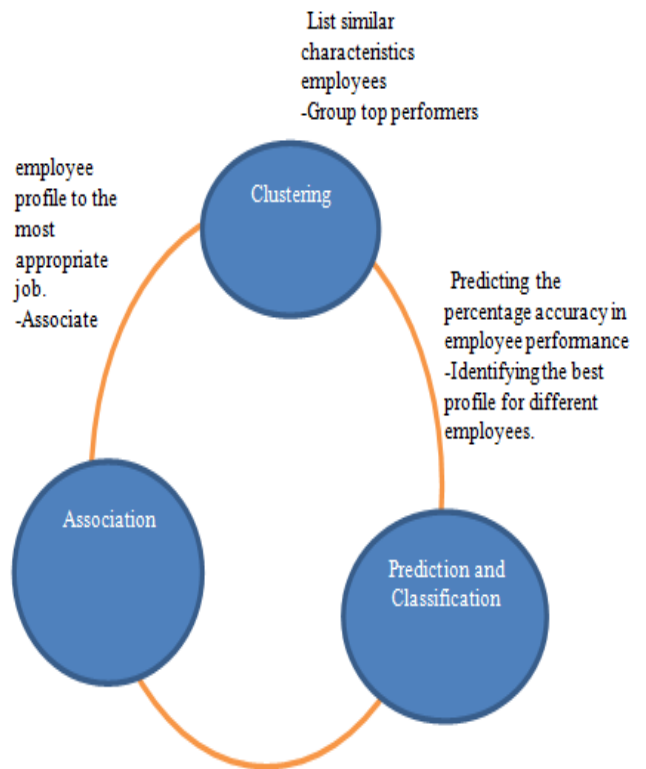 List similar
characteristics
employees
-Group top performers
Clustering
employee
profile to the
most
appropriate
job.
-Associate
Predicting the
percentage accuracy in
employee performance
-Identifying the best
profile for different
employees.
Association
Prediction and
Classification